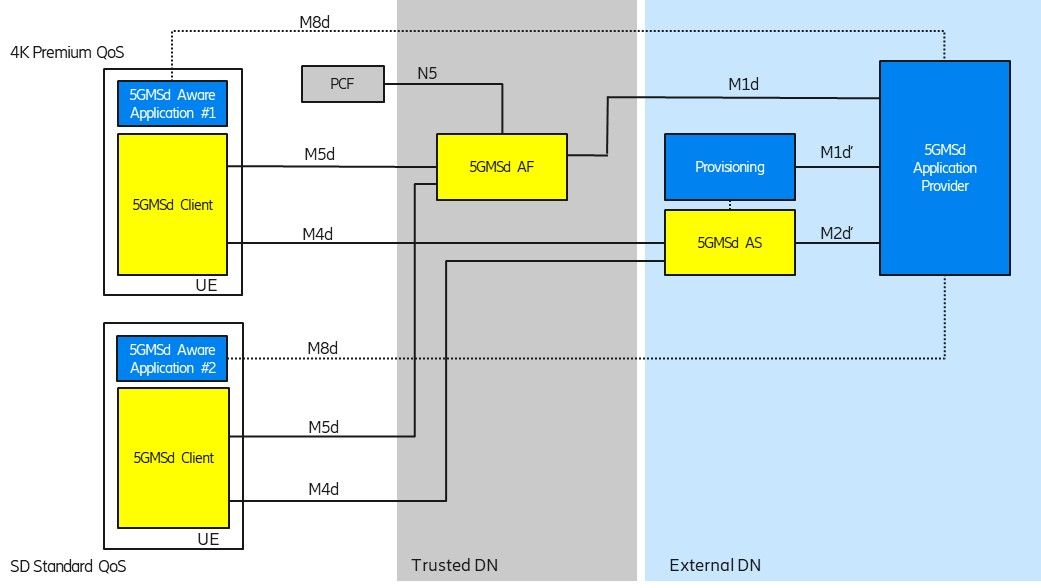 M8d
4K Premium QoS
5GMSd Aware
Application #1
5GMSd Client
UE
PCF
N5
M5d
M4d
5GMSd AF
M1d
Provisioning
M1d’
5GMSd AS
M2d’
5GMSd
Application
Provider
5GMSd Aware
Application #2
M8d
5GMSd Client
M5d
M4d
UE
SD Standard QoS
Trusted DN
External DN